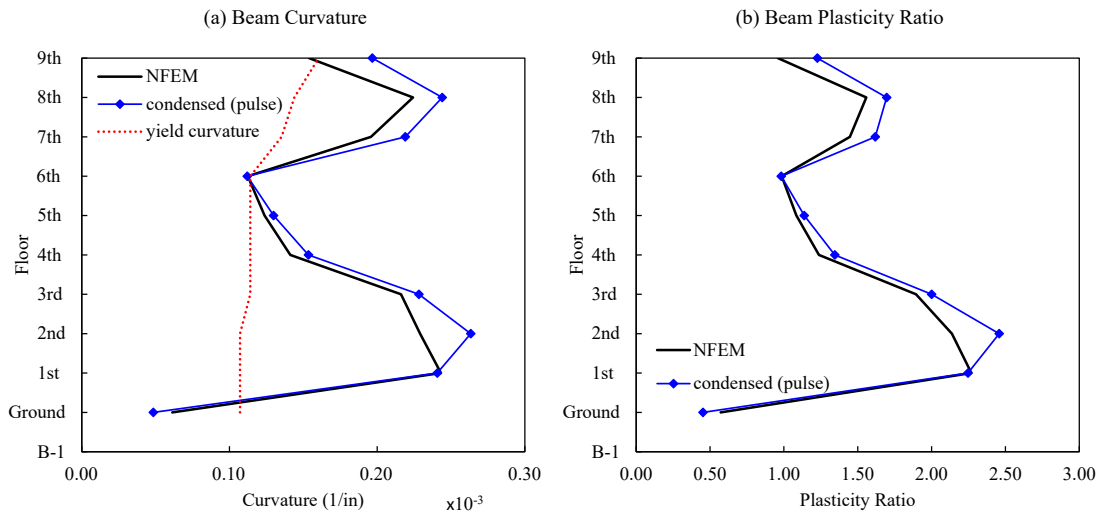 (a) Beam Curvature
9th
8th
7th
6th
5th
4th
3rd
2nd
1st
Ground
B-1
Floor
NFEM
condensed (pulse)
yield curvature
0.00
0.10
0.20
0.30
Curvature (1/in)
x10-3
(b) Beam Plasticity Ratio
9th
8th
7th
6th
5th
4th
3rd
2nd
1st
Ground
B-1
Floor
NFEM
condensed (pulse)
0.00
0.50
1.00
1.50
2.00
2.50
3.00
Plasticity Ratio